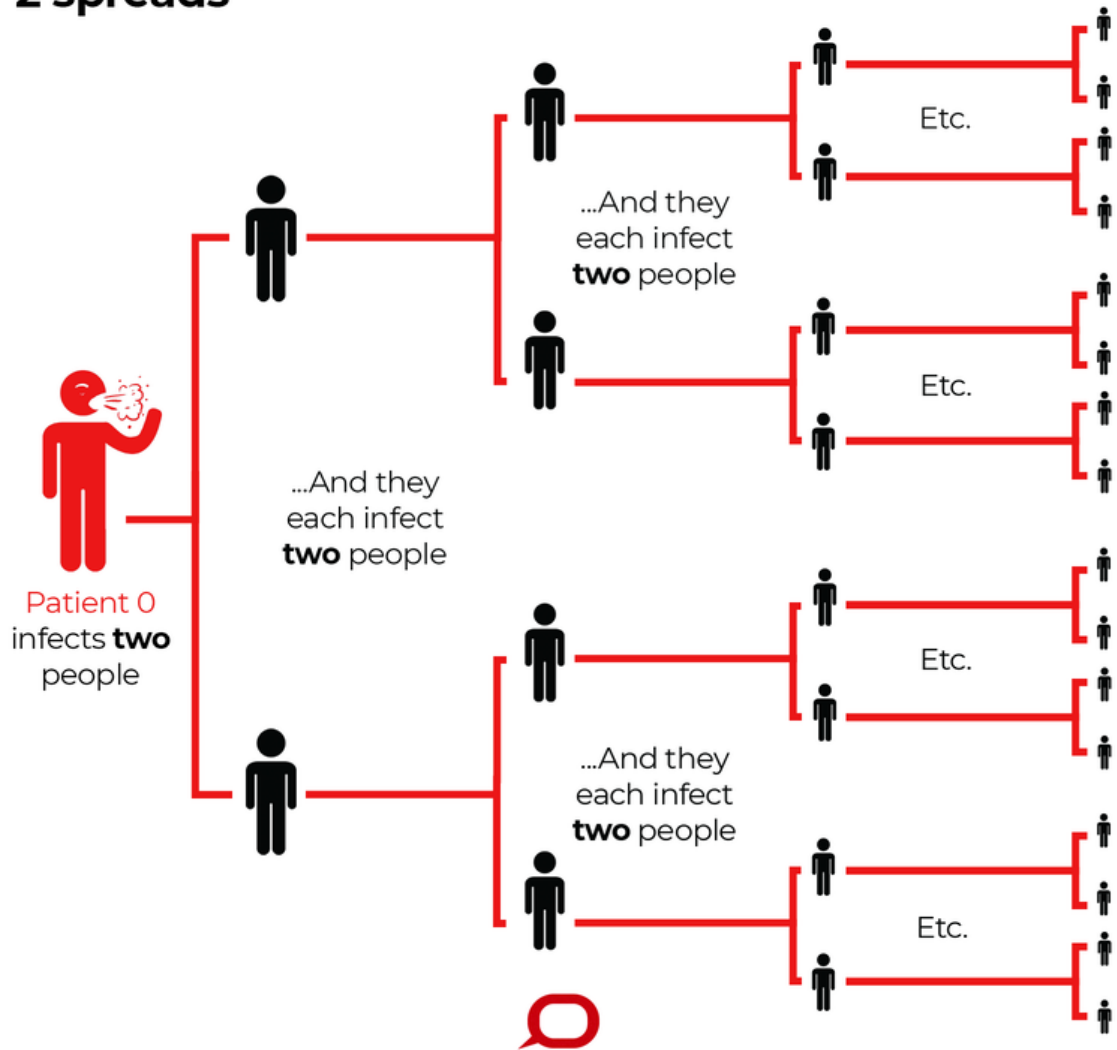 2 spreads
Etc.
...And they
each infect
two people
Etc.
...And they
each infect
two people
Patient 0
infects two
people
Etc.
...And they
each infect
two people
Etc.